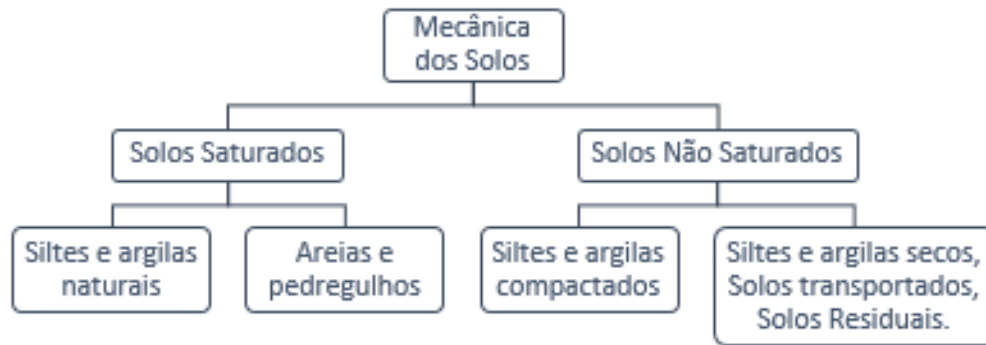 Mecânica
dos Solos
Solos Saturados
Solos Não Saturados
Siltes e argilas
naturais
Areias e
pedregulhos
Siltes e argilas
compactados
Siltes e argilas secos,
Solos transportados,
Solos Residuais.